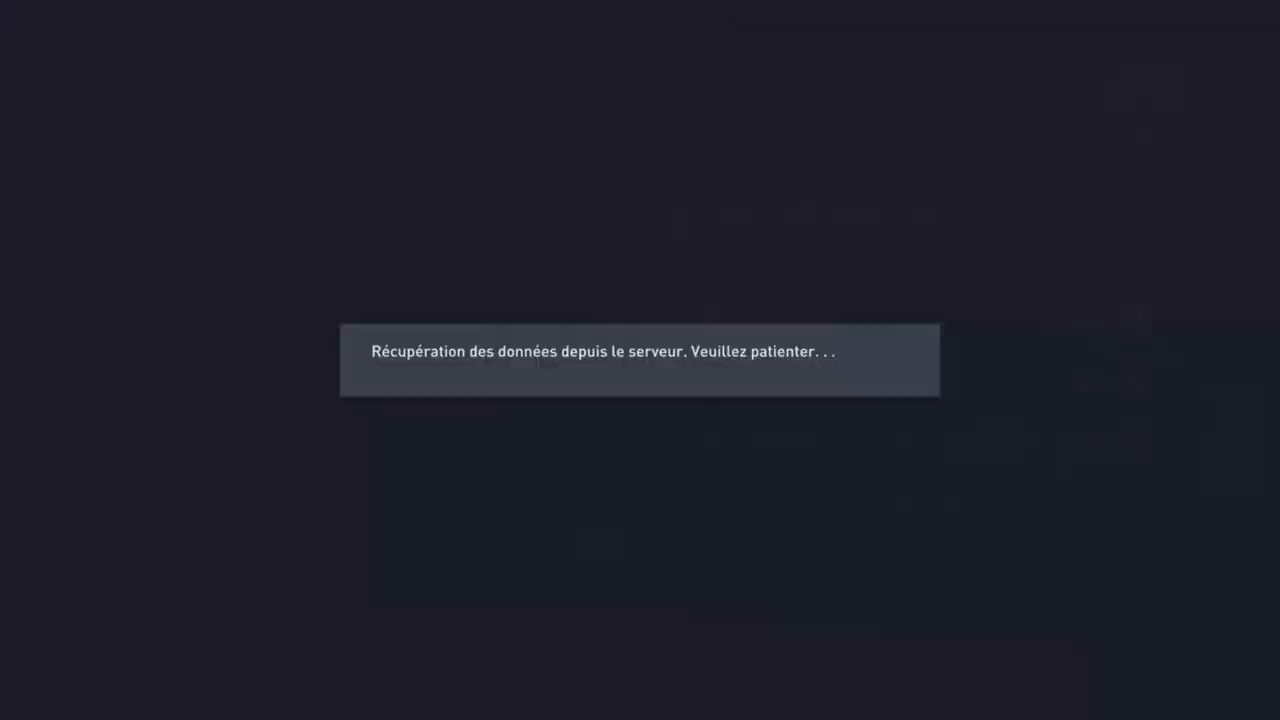 Récupération des données depuis le serveur. Veuillez patienter. . .